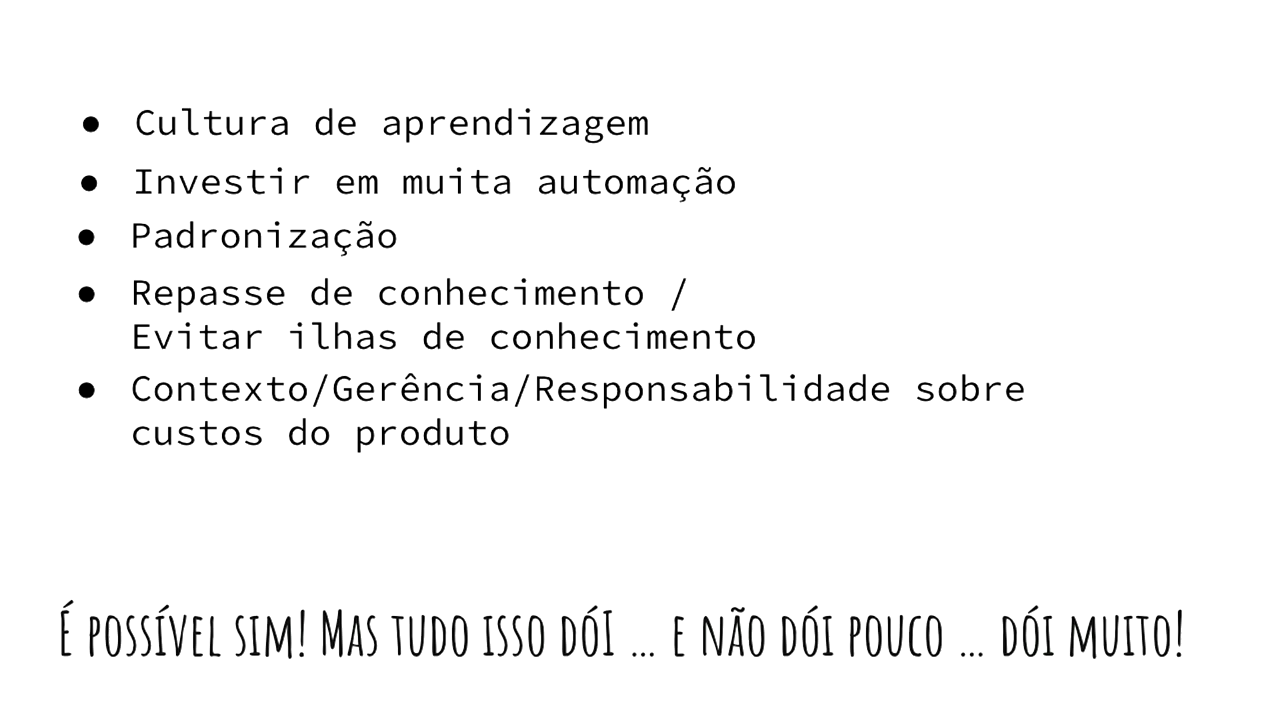 ● Cultura de aprendizagem
● Investir em muita automação
● Padronização
● Repasse de conhecimento /
Evitar ilhas de conhecimento
● Contexto/Gerência/Responsabilidade sobre
custos do produto
É possível sim! Mas tudo isso dói ... e não dói pouco ... dói muito!